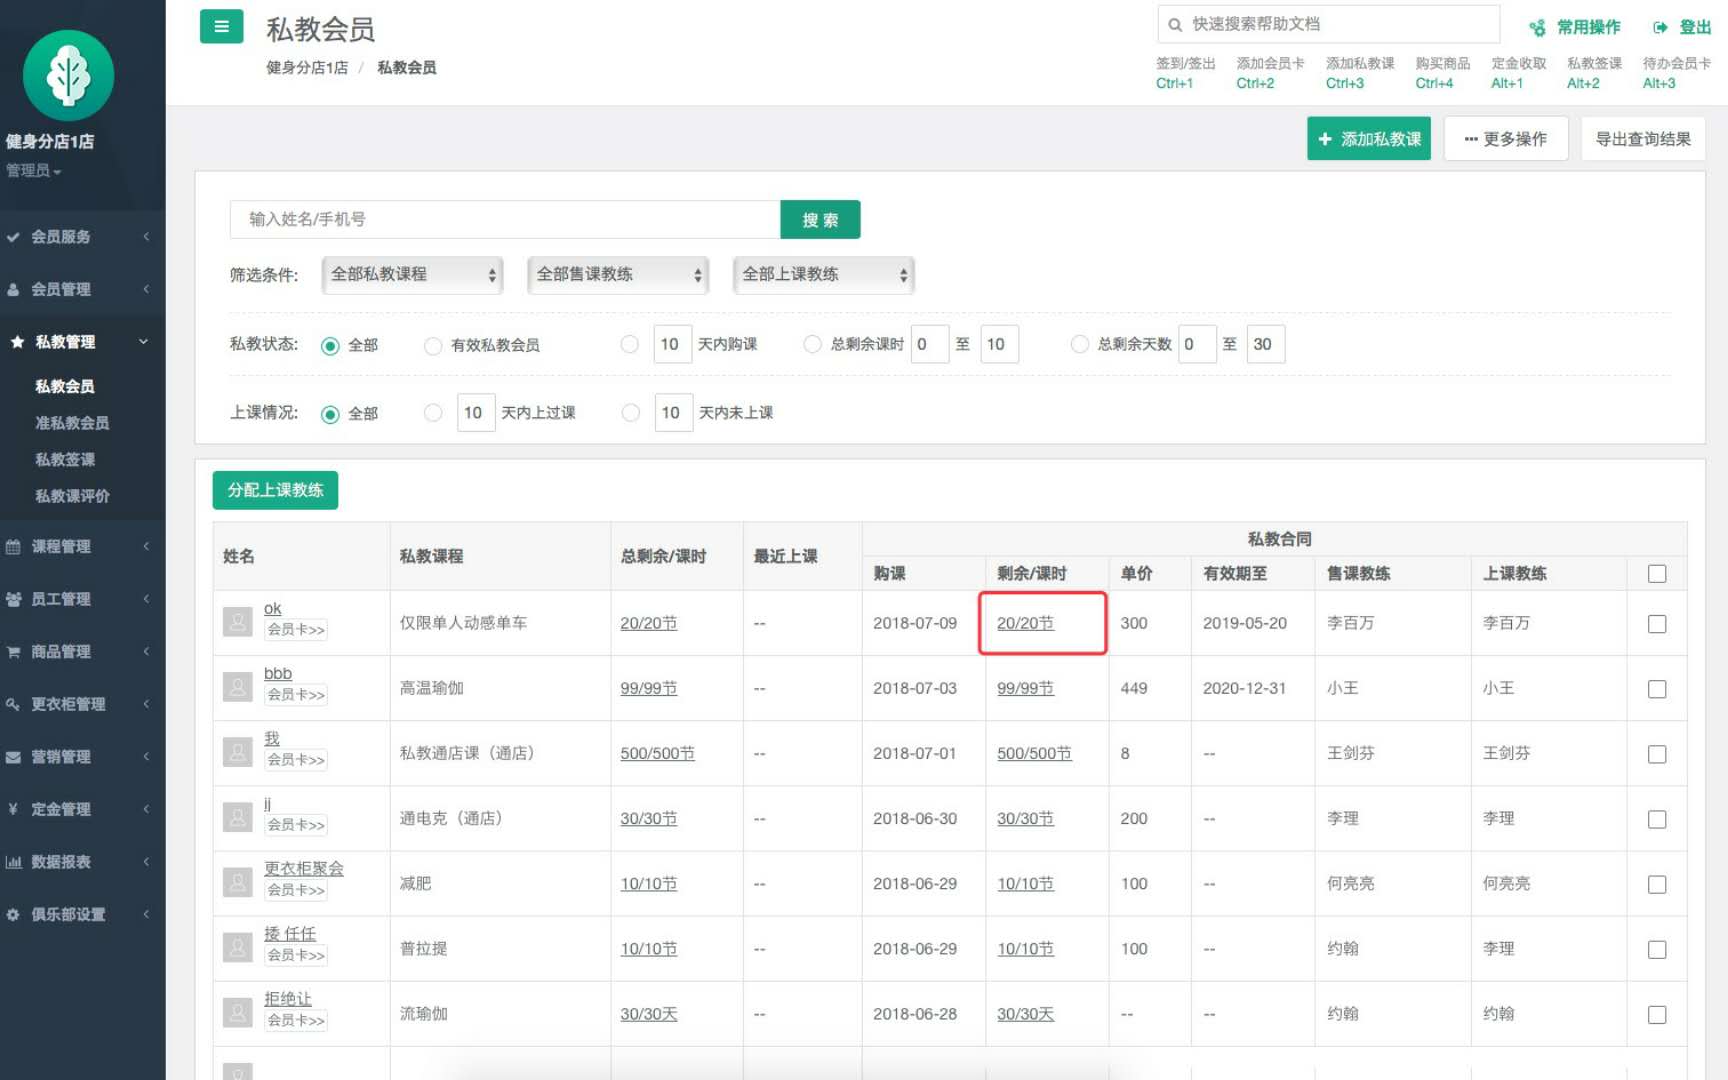 私教会员
健身分店1店 / 私教会员
快速搜索帮助文档
常用操作
登出
签到/签出 添加会员卡 添加私教课 购买商品 定金收取 私教签课 待办会员卡
Ctrl+1 Ctrl+2 Ctrl+3 Ctrl+4 Alt+1 Alt+2 Alt+3
健身分店1店
管理员
会员服务
会员管理
私教管理
私教会员
准私教会员
私教签课
私教课评价
课程管理
员工管理
商品管理
更衣柜管理
营销管理
定金管理
数据报表
俱乐部设置
+ 添加私教课
更多操作
导出查询结果
输入姓名/手机号
搜 索
筛选条件: 全部私教课程 全部售课教练 全部上课教练
私教状态: 全部 有效私教会员 10 天内购课 总剩余课时 0 至 10 总剩余天数 0 至 30
上课情况: 全部 10 天内上过课 10 天内未上课
分配上课教练
姓名 私教课程 总剩余/课时 最近上课 私教合同
购课 剩余/课时 单价 有效期至 售课教练 上课教练
ok
会员卡>>
仅限单人动感单车 20/20节 -- 2018-07-09 20/20节 300 2019-05-20 李百万 李百万
bbb
会员卡>>
高温瑜伽 99/99节 -- 2018-07-03 99/99节 449 2020-12-31 小王 小王
我
会员卡>>
私教通店课（通店） 500/500节 -- 2018-07-01 500/500节 8 -- 王剑芬 王剑芬
会员卡>>
通电克（通店） 30/30节 -- 2018-06-30 30/30节 200 -- 李理 李理
更衣柜聚会
会员卡>>
减肥 10/10节 -- 2018-06-29 10/10节 100 -- 何亮亮 何亮亮
捼 任任
会员卡>>
普拉提 10/10节 -- 2018-06-29 10/10节 100 -- 约翰 李理
拒绝让
会员卡>>
流瑜伽 30/30天 -- 2018-06-28 30/30天 -- -- 约翰 约翰